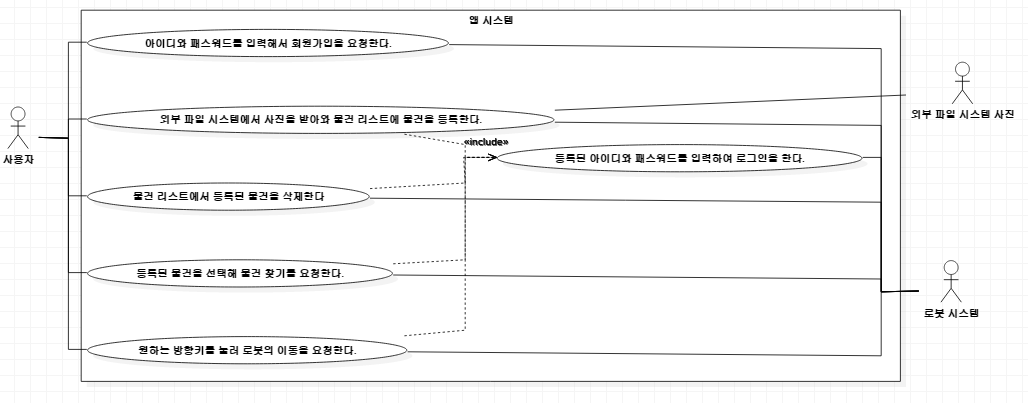 앱 시스템
아이디와 패스워드를 입력해서 회원가입을 요청한다.
외부 파일 시스템 사진
외부 파일 시스템에서 사진을 받아와 물건 리스트에 물건을 등록한다.
«include»
사용자
등록된 아이디와 패스워드를 입력하여 로그인을 한다.
물건 리스트에서 등록된 물건을 삭제한다
등록된 물건을 선택해 물건 찾기를 요청한다.
로봇 시스템
원하는 방향키를 눌러 로봇의 이동을 요청한다.